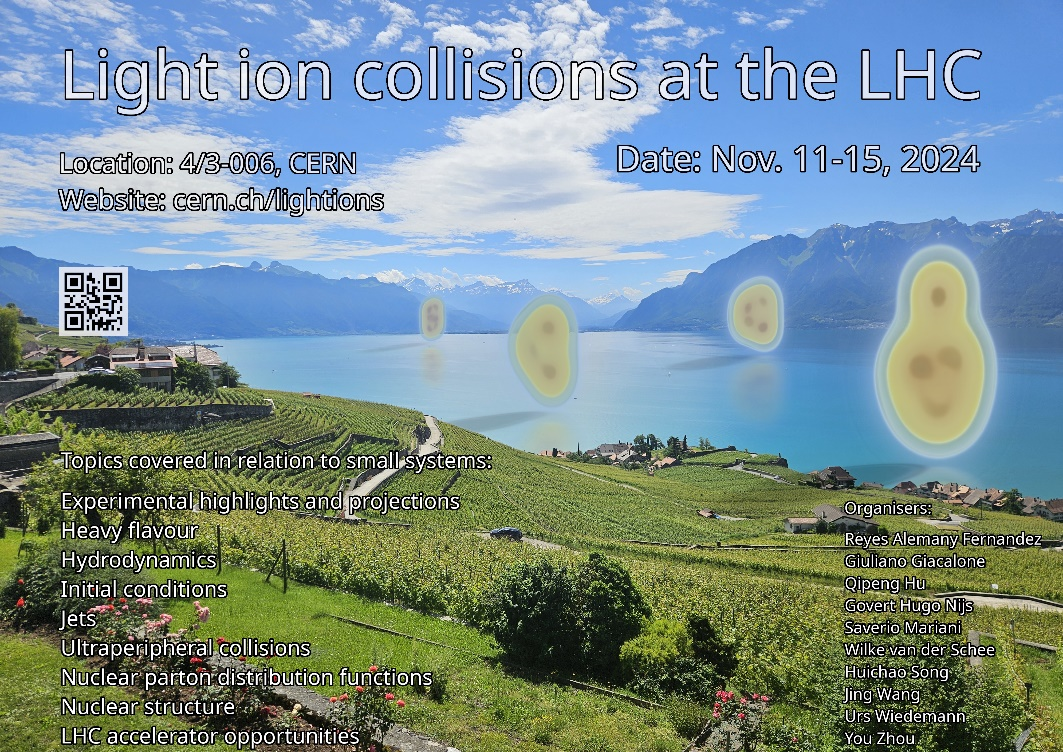 Light ion collisions at the LHC
Location: 4/3-006, CERN
Date: Nov. 11-15, 2024
Website: cern.ch/lightions
Topics covered in relation to small systems:
Experimental highlights and projections
Heavy flavour
Hydrodynamics
Initial conditions
Jets
Ultraperipheral collisions
Nuclear parton distribution functions
Nuclear structure
LHC accelerator opportunities
Organisers:
Reyes Alemany Fernandez
Giuliano Giacalone
Qipeng Hu
Govert Hugo Nijs
Saverio Mariani
Wilke van der Schee
Huichao Song
Jing Wang
Urs Wiedemann
You Zhou